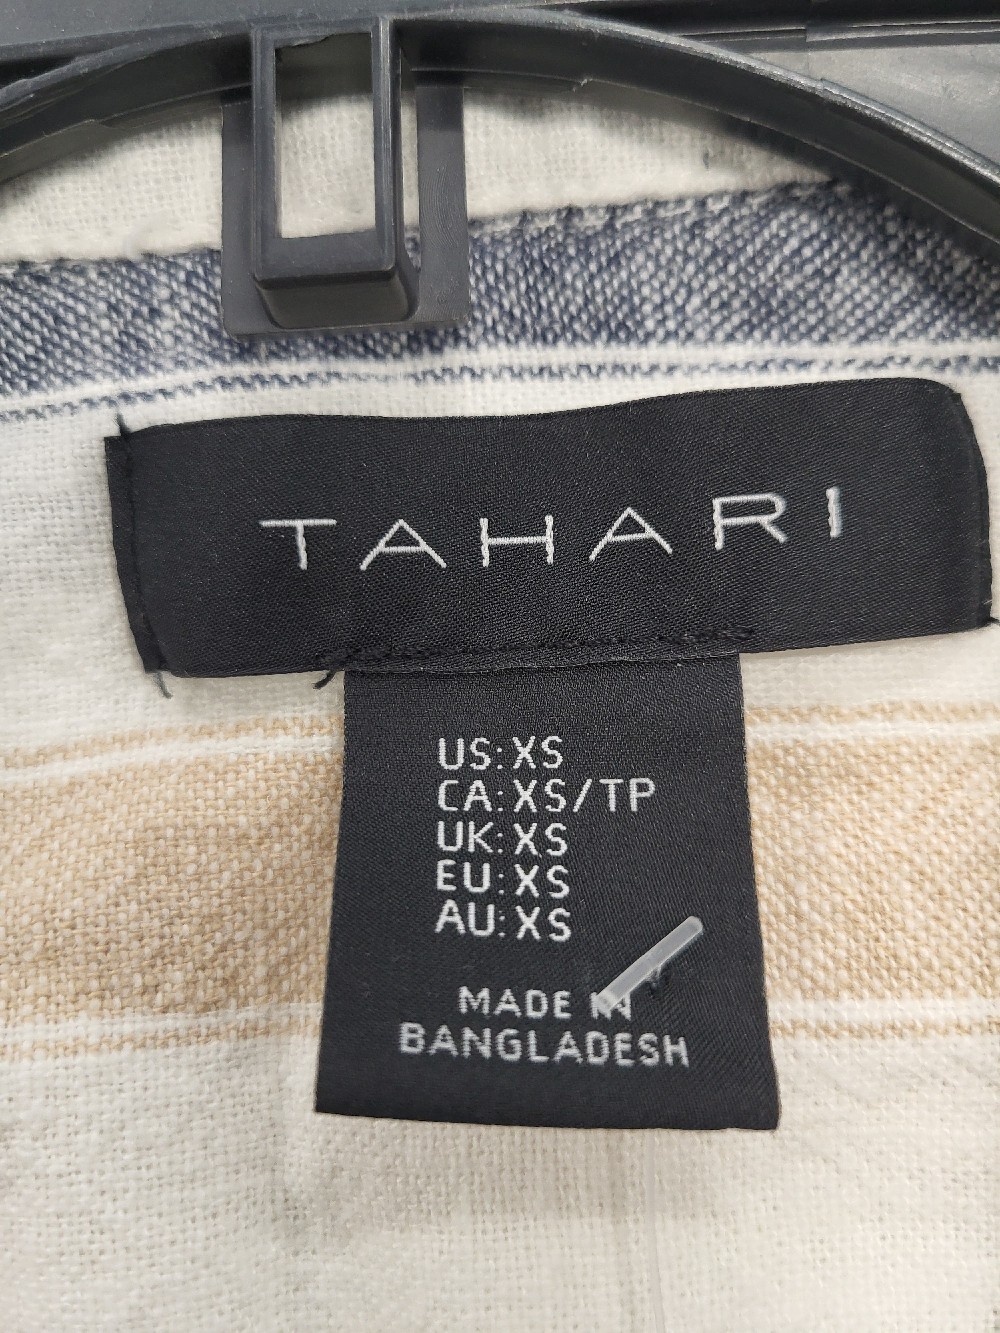 TAHARI
US: XS
CA: XS/TP
UK: XS
EU: XS
AU: XS
MADE IN
BANGLADESH